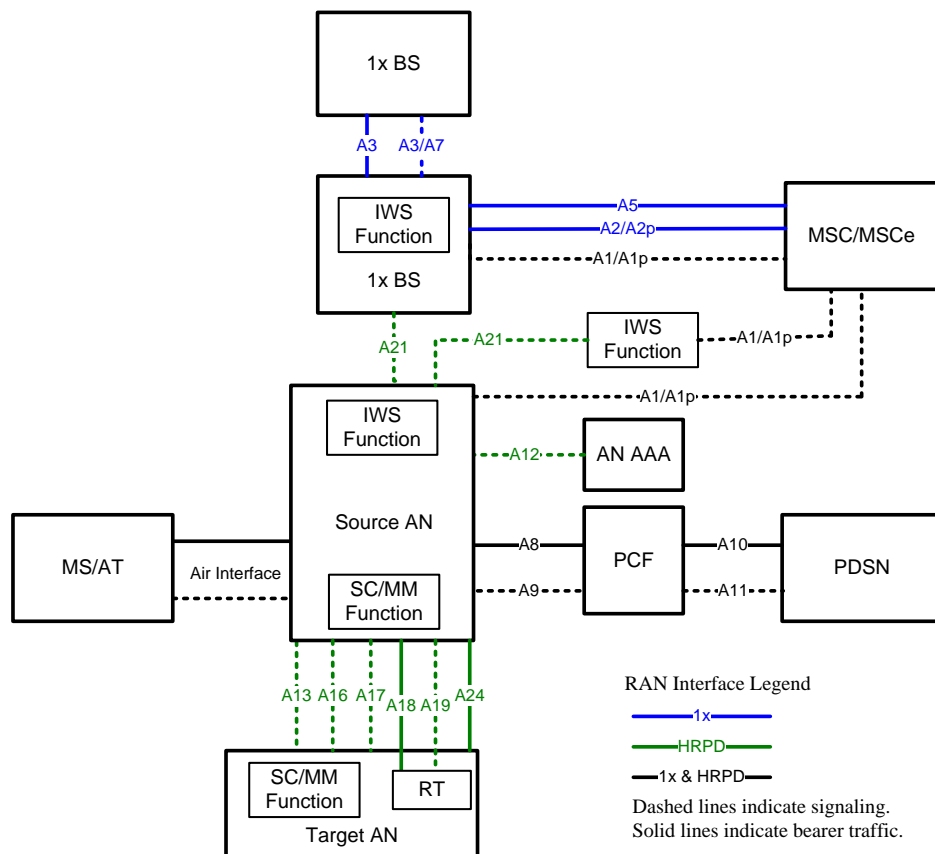 1x BS
A3
A3/A7
IWS
Function
1x BS
A5
A2/A2p
A1/A1p
MSC/MSCe
A21
A21
IWS
Function
A1/A1p
A1/A1p
IWS
Function
A12
AN AAA
Source AN
MS/AT
Air Interface
A8
A9
PCF
A10
A11
PDSN
SC/MM
Function
A13
A16
A17
A18
A19
A24
SC/MM
Function
RT
Target AN
RAN Interface Legend
1x
HRPD
1x & HRPD
Dashed lines indicate signaling.
Solid lines indicate bearer traffic.